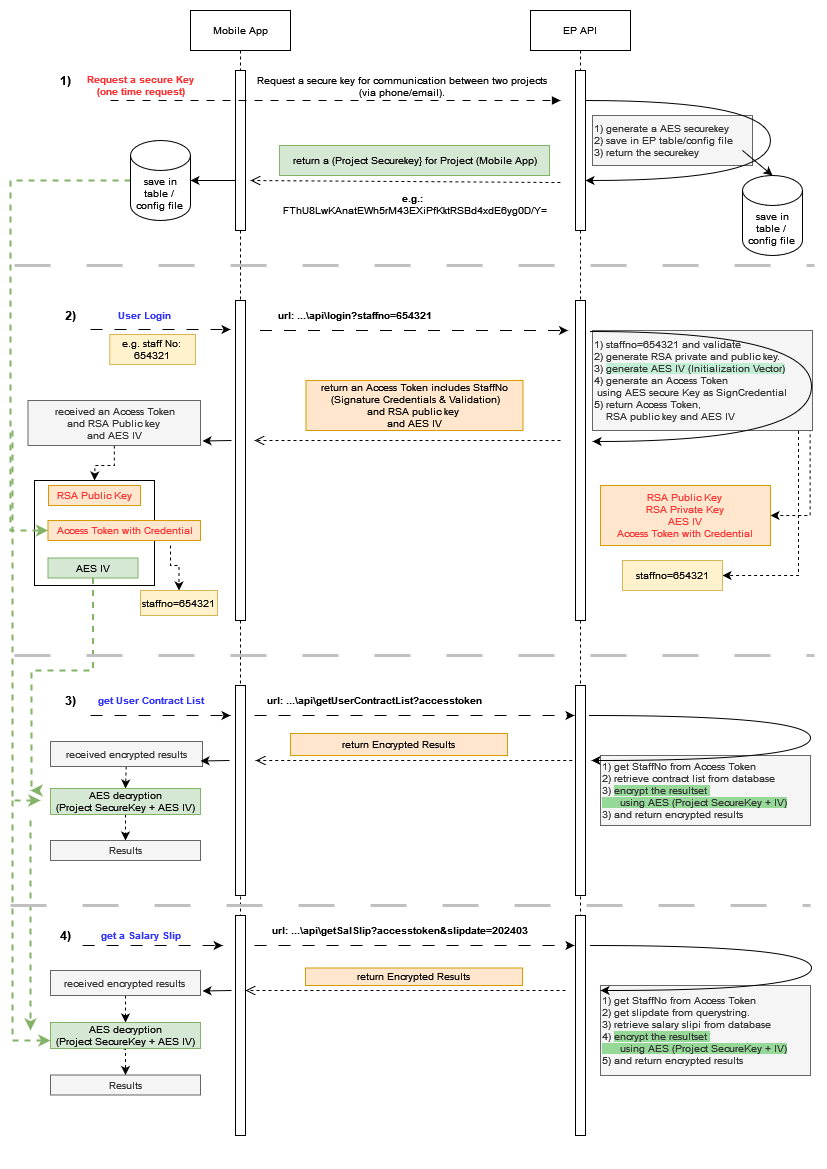 Mobile App
EP API
1)
Request a secure Key
(one time request)
Request a secure key for communication between two projects
(via phone/email).
1) generate a AES securekey
2) save in EP table/config file
3) return the securekey
return a (Project Securekey} for Project (Mobile App)
save in
table /
config file
e.g.:
FThU8LwKAnatEWh5rM43EXiPfKktRSBd4xdE6yg0D/Y=
save in
table /
config file
2)
User Login
url: ...\api\login?staffno=654321
e.g. staff No:
654321
1) staffno=654321 and validate
2) generate RSA private and public key.
3) generate AES IV (Initialization Vector)
4) generate an Access Token
using AES secure Key as SignCredential
5) return Access Token,
RSA public key and AES IV
return an Access Token includes StaffNo
(Signature Credentials & Validation)
and RSA public key
and AES IV
received an Access Token
and RSA Public key
and AES IV
RSA Public Key
Access Token with Credential
AES IV
staffno=654321
RSA Public Key
RSA Private Key
AES IV
Access Token with Credential
staffno=654321
3)
get User Contract List
url: ...\api\getUserContractList?accesstoken
return Encrypted Results
received encrypted results
1) get StaffNo from Access Token
2) retrieve contract list from database
3) encrypt the resultset
using AES (Project SecureKey + IV)
3) and return encrypted results
AES decryption
(Project SecureKey + AES IV)
Results
4)
get a Salary Slip
url: ...\api\getSalSlip?accesstoken&slipdate=202403
return Encrypted Results
received encrypted results
1) get StaffNo from Access Token
2) get slipdate from querystring.
3) retrieve salary slipi from database
4) encrypt the resultset
using AES (Project SecureKey + IV)
5) and return encrypted results
AES decryption
(Project SecureKey + AES IV)
Results